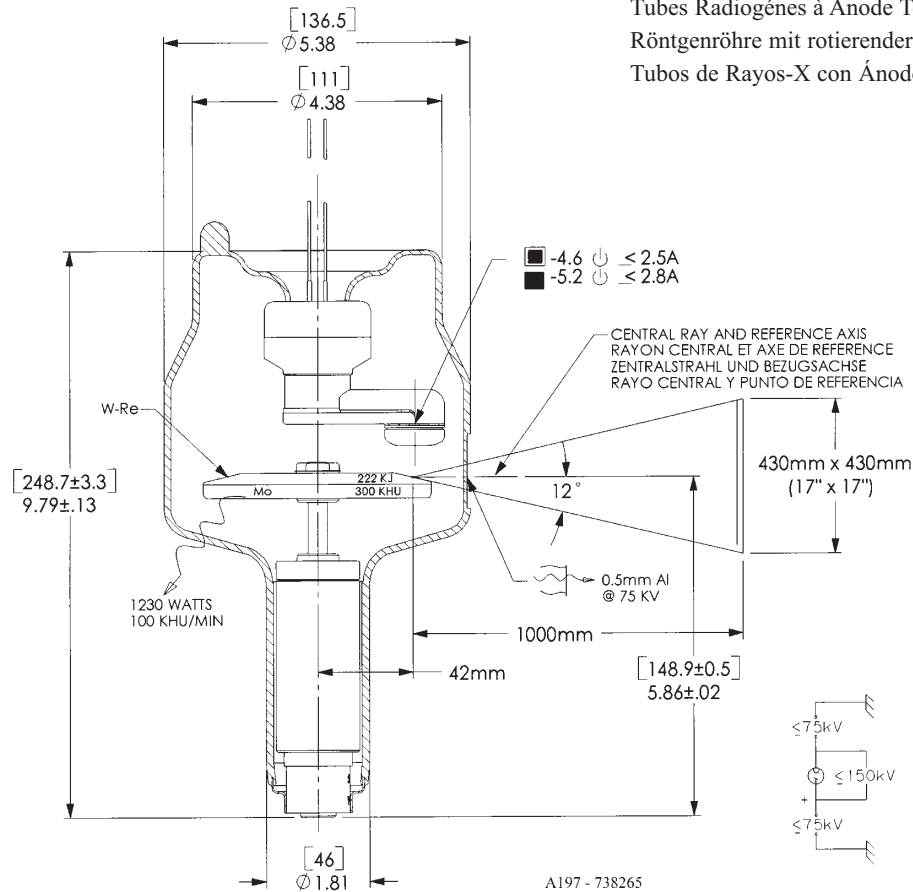 Tubes Radiogénes à Anode T
Röntgenröhre mit rotierender
Tubos de Rayos-X con Ánod
[136.5]
∅ 5.38
[111]
∅ 4.38
-4.6 ≤ 2.5A
-5.2 ≤ 2.8A
CENTRAL RAY AND REFERENCE AXIS
RAYON CENTRAL ET AXE DE REFERENCE
ZENTRALSTRAHL UND BEZUGSACHSE
RAYO CENTRAL Y PUNTO DE REFERENCIA
W-Re
[248.7±3.3]
9.79±.13
222 KJ
Mo 300 KHU
12°
430mm x 430mm
(17" x 17")
1230 WATTS
100 KHU/MIN
0.5mm Al
@ 75 KV
1000mm
42mm
[148.9±0.5]
5.86±.02
≤75kV
≤150kV
+
≤75kV
[46]
∅ 1.81
A197 - 738265